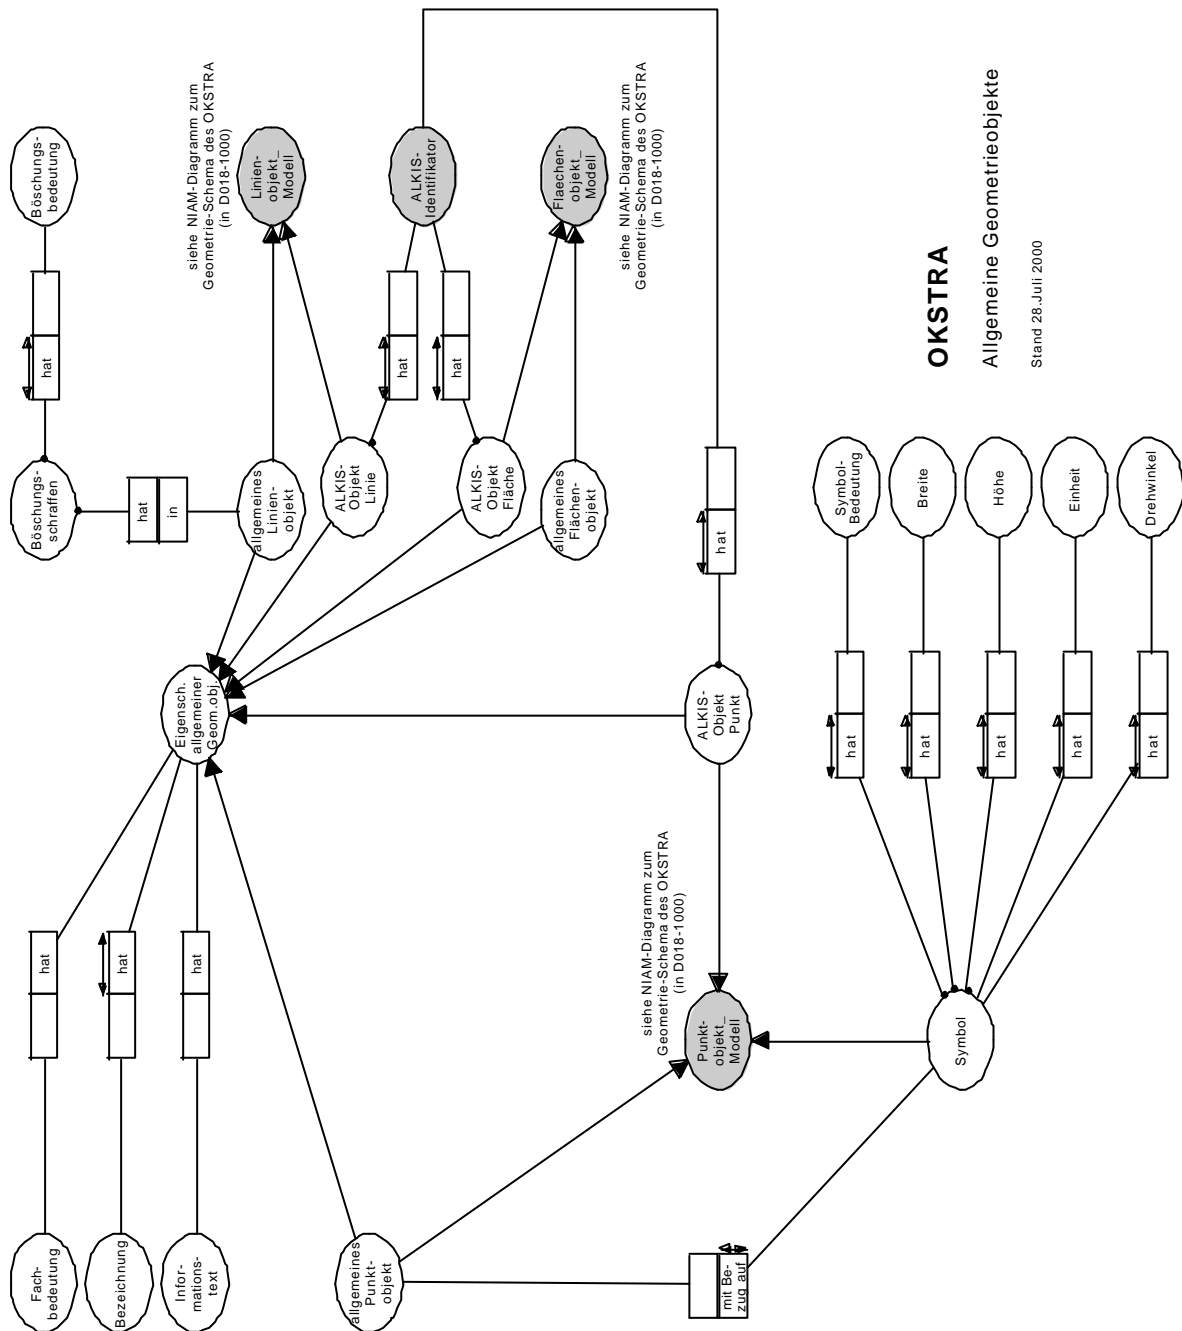 Böschungs-
bedeutung
hat
Böschungs-
schraffen
hat
in
siehe NIAM-Diagramm zum
Geometrie-Schema des OKSTRA
(in D018-1000)
Linien-
objekt_
Modell
ALKIS-
Identifikator
Flaechen-
objekt_
Modell
siehe NIAM-Diagramm zum
Geometrie-Schema des OKSTRA
(in D018-1000)
hat
hat
allgemeines
Linien-
objekt
ALKIS-
Objekt
Linie
ALKIS-
Objekt
Fläche
allgemeines
Flächen-
objekt
hat
Eigensch.
allgemeiner
Geom.obj.
ALKIS-
Objekt
Punkt
hat
hat
hat
Fach-
bedeutung
Bezeichnung
Infor-
mations-
text
allgemeines
Punkt-
objekt
siehe NIAM-Diagramm zum
Geometrie-Schema des OKSTRA
(in D018-1000)
Punkt-
objekt_
Modell
mit Be-
zug auf
Symbol
hat
hat
hat
hat
hat
Symbol-
Bedeutung
Breite
Höhe
Einheit
Drehwinkel
OKSTRA
Allgemeine Geometrieobjekte
Stand 28.Juli 2000